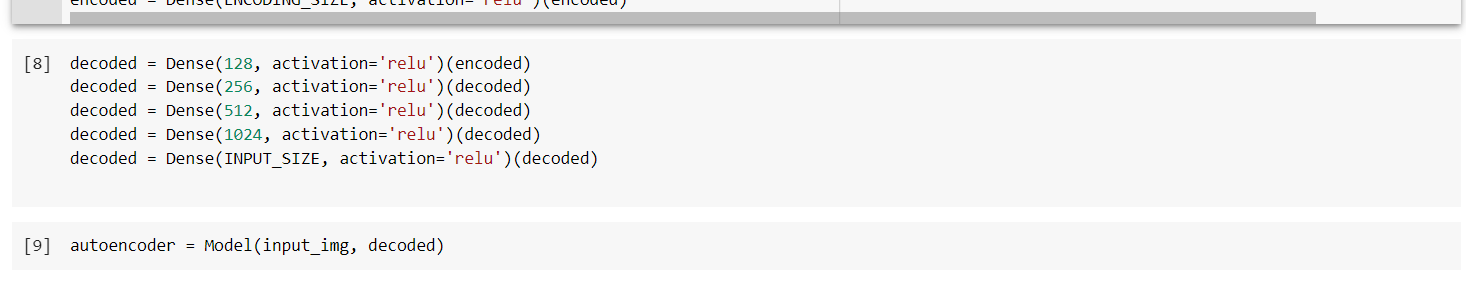 encoded = Dense(ENCODING_SIZE, activation='relu')(encoded)
[8] decoded = Dense(128, activation='relu')(encoded)
decoded = Dense(256, activation='relu')(decoded)
decoded = Dense(512, activation='relu')(decoded)
decoded = Dense(1024, activation='relu')(decoded)
decoded = Dense(INPUT_SIZE, activation='relu')(decoded)
[9] autoencoder = Model(input_img, decoded)